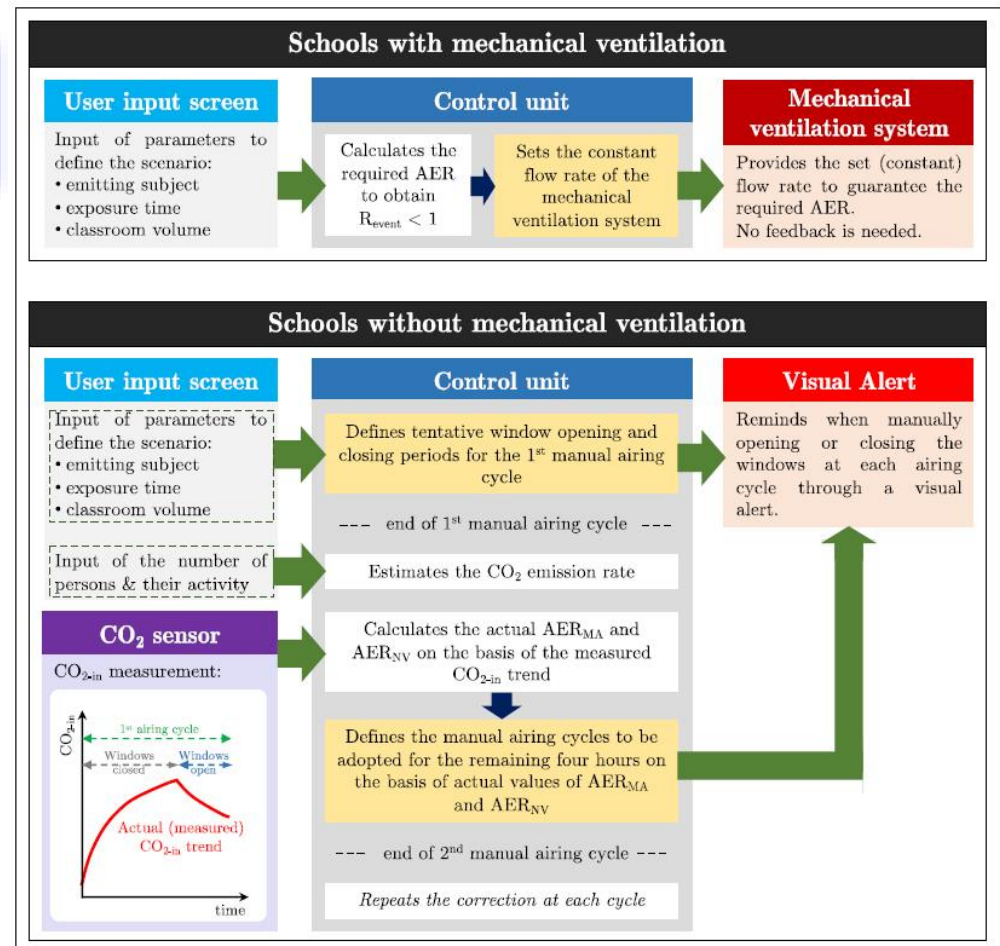 Schools with mechanical ventilation
User input screen
Input of parameters to
define the scenario:
• emitting subject
• exposure time
• classroom volume
Control unit
Calculates the
required AER
to obtain
R_event < 1
Sets the constant
flow rate of the
mechanical
ventilation system
Mechanical
ventilation system
Provides the set (constant)
flow rate to guarantee the
required AER.
No feedback is needed.
Schools without mechanical ventilation
User input screen
Input of parameters to
define the scenario:
• emitting subject
• exposure time
• classroom volume
Input of the number of
persons & their activity
CO₂ sensor
CO₂₋in measurement:
CO₂₋in
1st airing cycle
Windows
closed
Windows
open
Actual (measured)
CO₂₋in trend
time
Control unit
Defines tentative window opening and
closing periods for the 1st manual airing
cycle
--- end of 1st manual airing cycle ---
Estimates the CO₂ emission rate
Calculates the actual AER_MA and
AER_NV on the basis of the measured
CO₂₋in trend
Defines the manual airing cycles to be
adopted for the remaining four hours on
the basis of actual values of AER_MA
and AER_NV
--- end of 2nd manual airing cycle ---
Repeats the correction at each cycle
Visual Alert
Reminds when manually
opening or closing the
windows at each airing
cycle through a visual
alert.